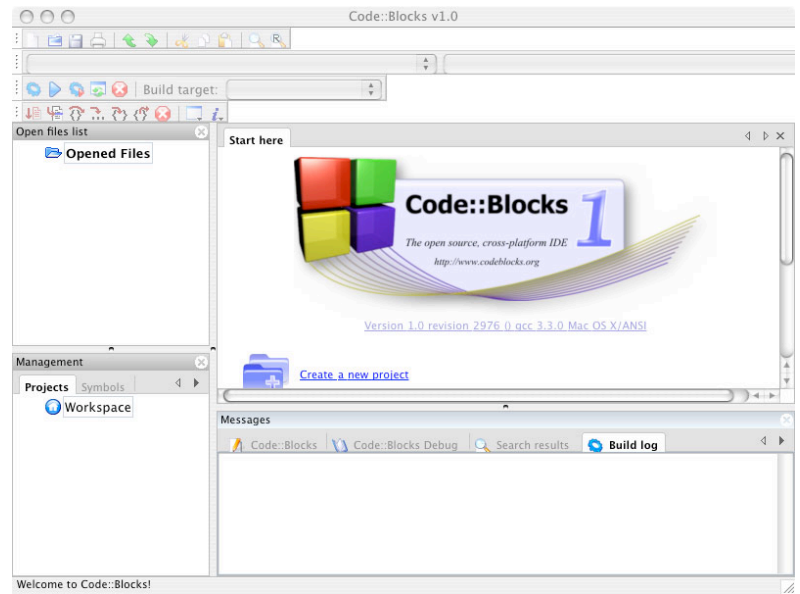 Code::Blocks v1.0
Build target:
Open files list
Opened Files
Start here
Code::Blocks 1
The open source, cross-platform IDE
http://www.codeblocks.org
Version 1.0 revision 2976 () gcc 3.3.0 Mac OS X/ANSI
Create a new project
Management
Projects Symbols
Workspace
Messages
Code::Blocks Code::Blocks Debug Search results Build log
Welcome to Code::Blocks!